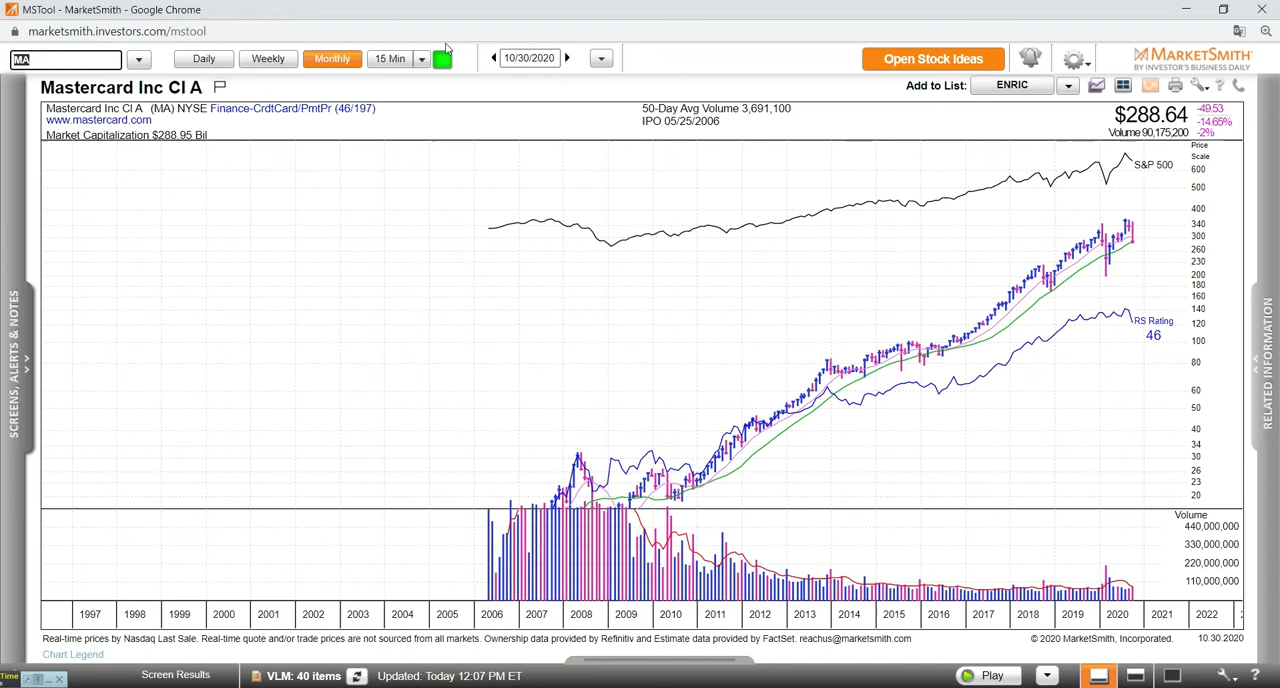 MSTool - MarketSmith - Google Chrome
marketsmith.investors.com/mstool
MA Daily Weekly Monthly 15 Min 10/30/2020 Open Stock Ideas MARKETSMITH
BY INVESTOR'S BUSINESS DAILY
Mastercard Inc Cl A Add to List: ENRIC
Mastercard Inc Cl A (MA) NYSE Finance-CrdtCard/PmtPr (46/197) 50-Day Avg Volume 3,691,100 $288.64 -49.53
www.mastercard.com IPO 05/25/2006 -14.65%
Market Capitalization $288.95 Bil Volume 90,175,200 -2%
Price
Scale
S&P 500
600
500
400
340
300
260
230
200
180
160
140
120
100
80
60
50
40
34
30
26
23
20
RS Rating
46
Volume
440,000,000
330,000,000
220,000,000
110,000,000
1997 1998 1999 2000 2001 2002 2003 2004 2005 2006 2007 2008 2009 2010 2011 2012 2013 2014 2015 2016 2017 2018 2019 2020 2021 2022
Real-time prices by Nasdaq Last Sale. Real-time quote and/or trade prices are not sourced from all markets. Ownership data provided by Refinitiv and Estimate data provided by FactSet. reachus@marketsmith.com © 2020 MarketSmith, Incorporated. 10.30.2020
Chart Legend
SCREENS, ALERTS & NOTES
RELATED INFORMATION
Time Screen Results VLM: 40 items Updated: Today 12:07 PM ET Play